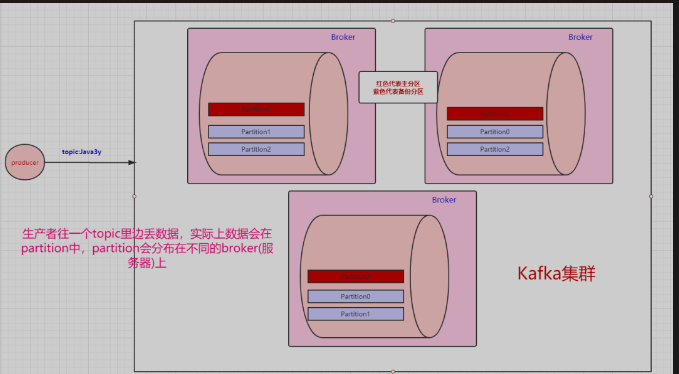 Broker
Broker
红色代表主分区
紫色代表备份分区
Partition1
Partition2
Partition0
Partition2
producer
topic:Java3y
生产者往一个topic里边丢数据，实际上数据会在
partition中，partition会分布在不同的broker(服
务器)上
Broker
Partition0
Partition1
Kafka集群